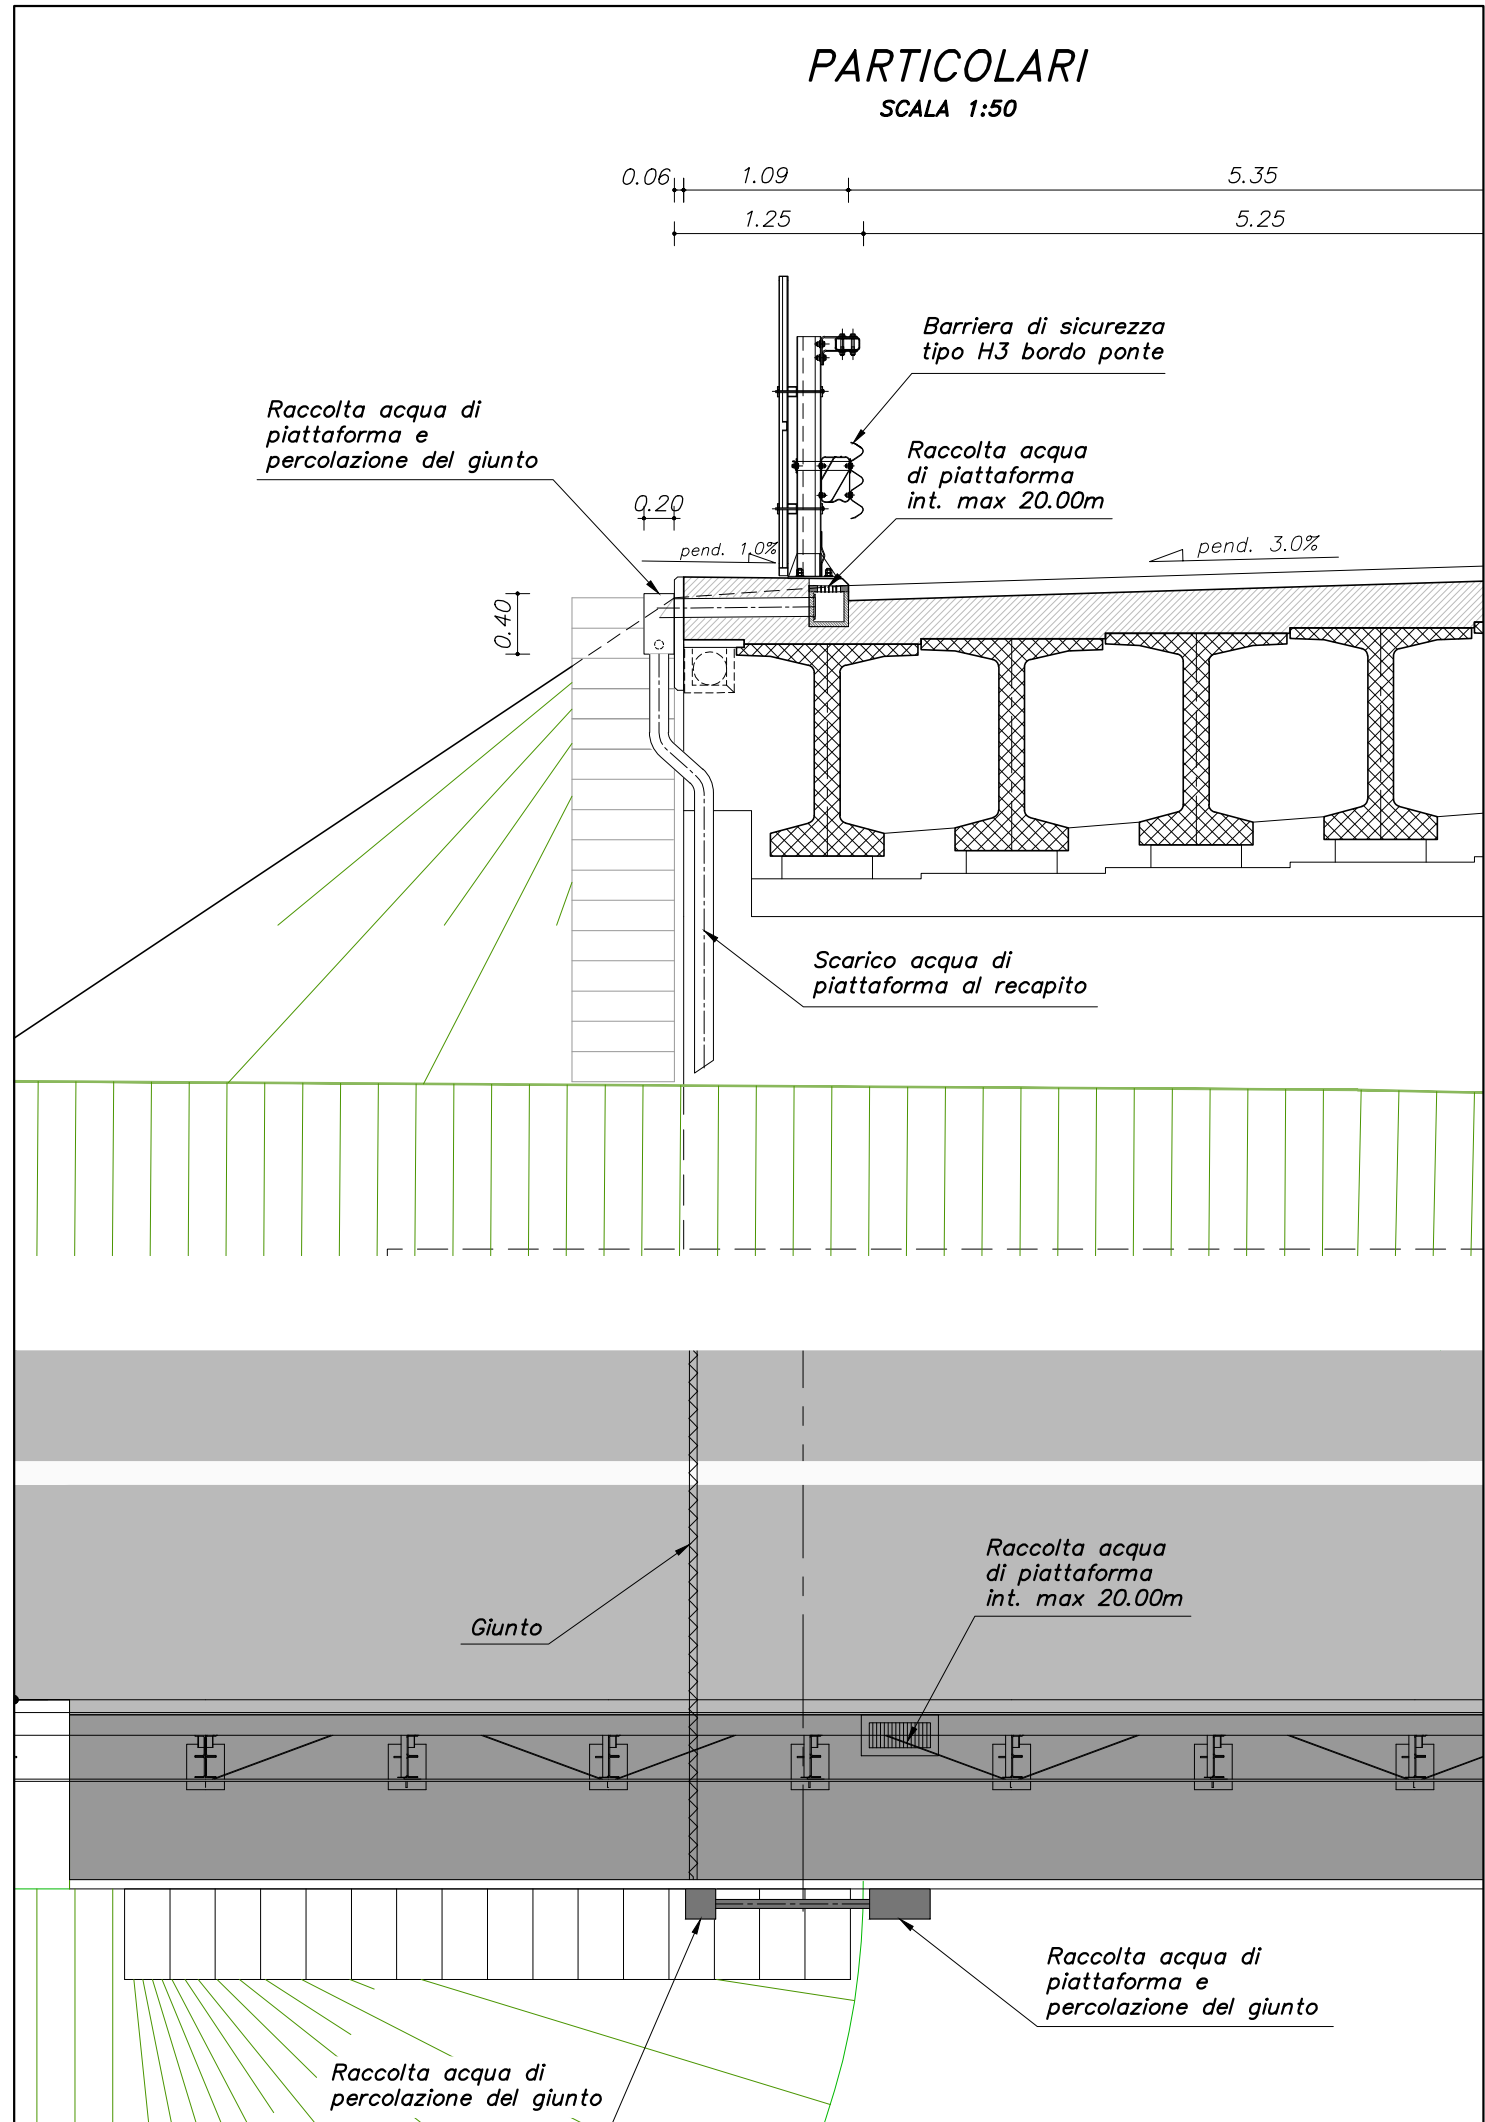 PARTICOLARI
SCALA 1:50
0.06
1.09
5.35
1.25
5.25
Barriera di sicurezza
tipo H3 bordo ponte
Raccolta acqua di
piattaforma e
percolazione del giunto
Raccolta acqua
di piattaforma
int. max 20.00m
0.20
pend. 1.0%
pend. 3.0%
0.40
Scarico acqua di
piattaforma al recapito
Raccolta acqua
di piattaforma
int. max 20.00m
Giunto
Raccolta acqua di
piattaforma e
percolazione del giunto
Raccolta acqua di
percolazione del giunto